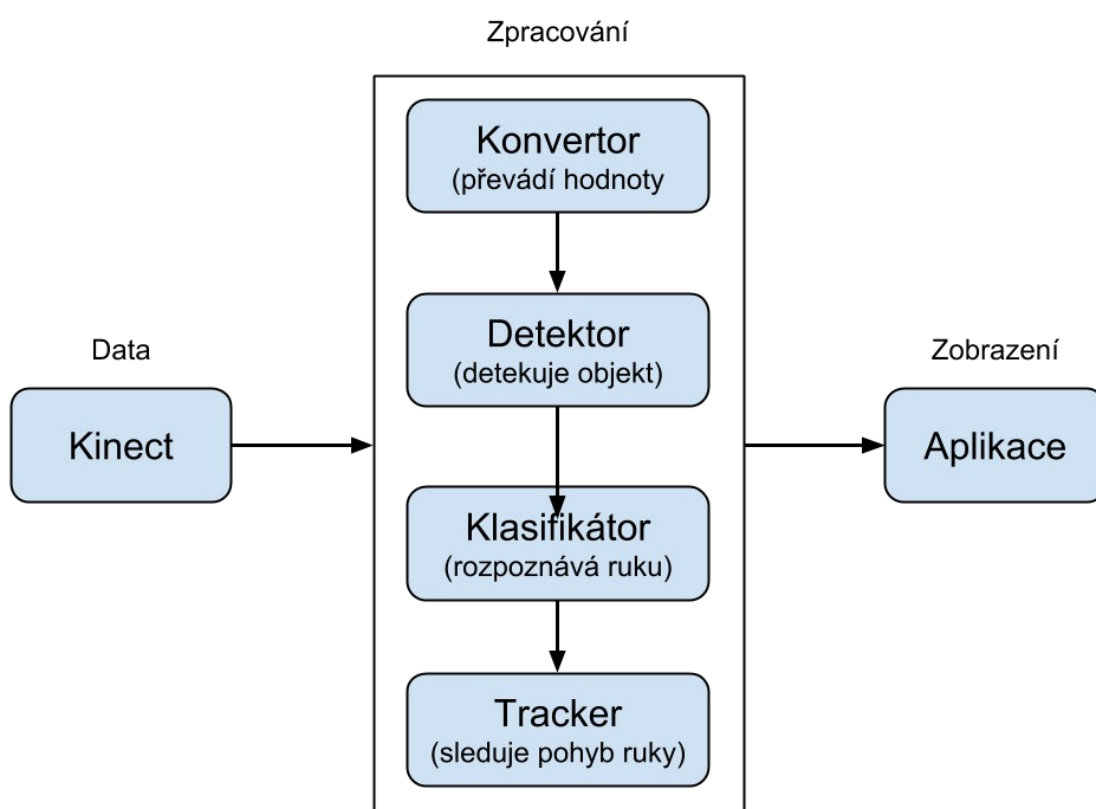 Zpracování
Konvertor
(převádí hodnoty
Detektor
(detekuje objekt)
Data
Zobrazení
Kinect
Aplikace
Klasifikátor
(rozpoznává ruku)
Tracker
(sleduje pohyb ruky)